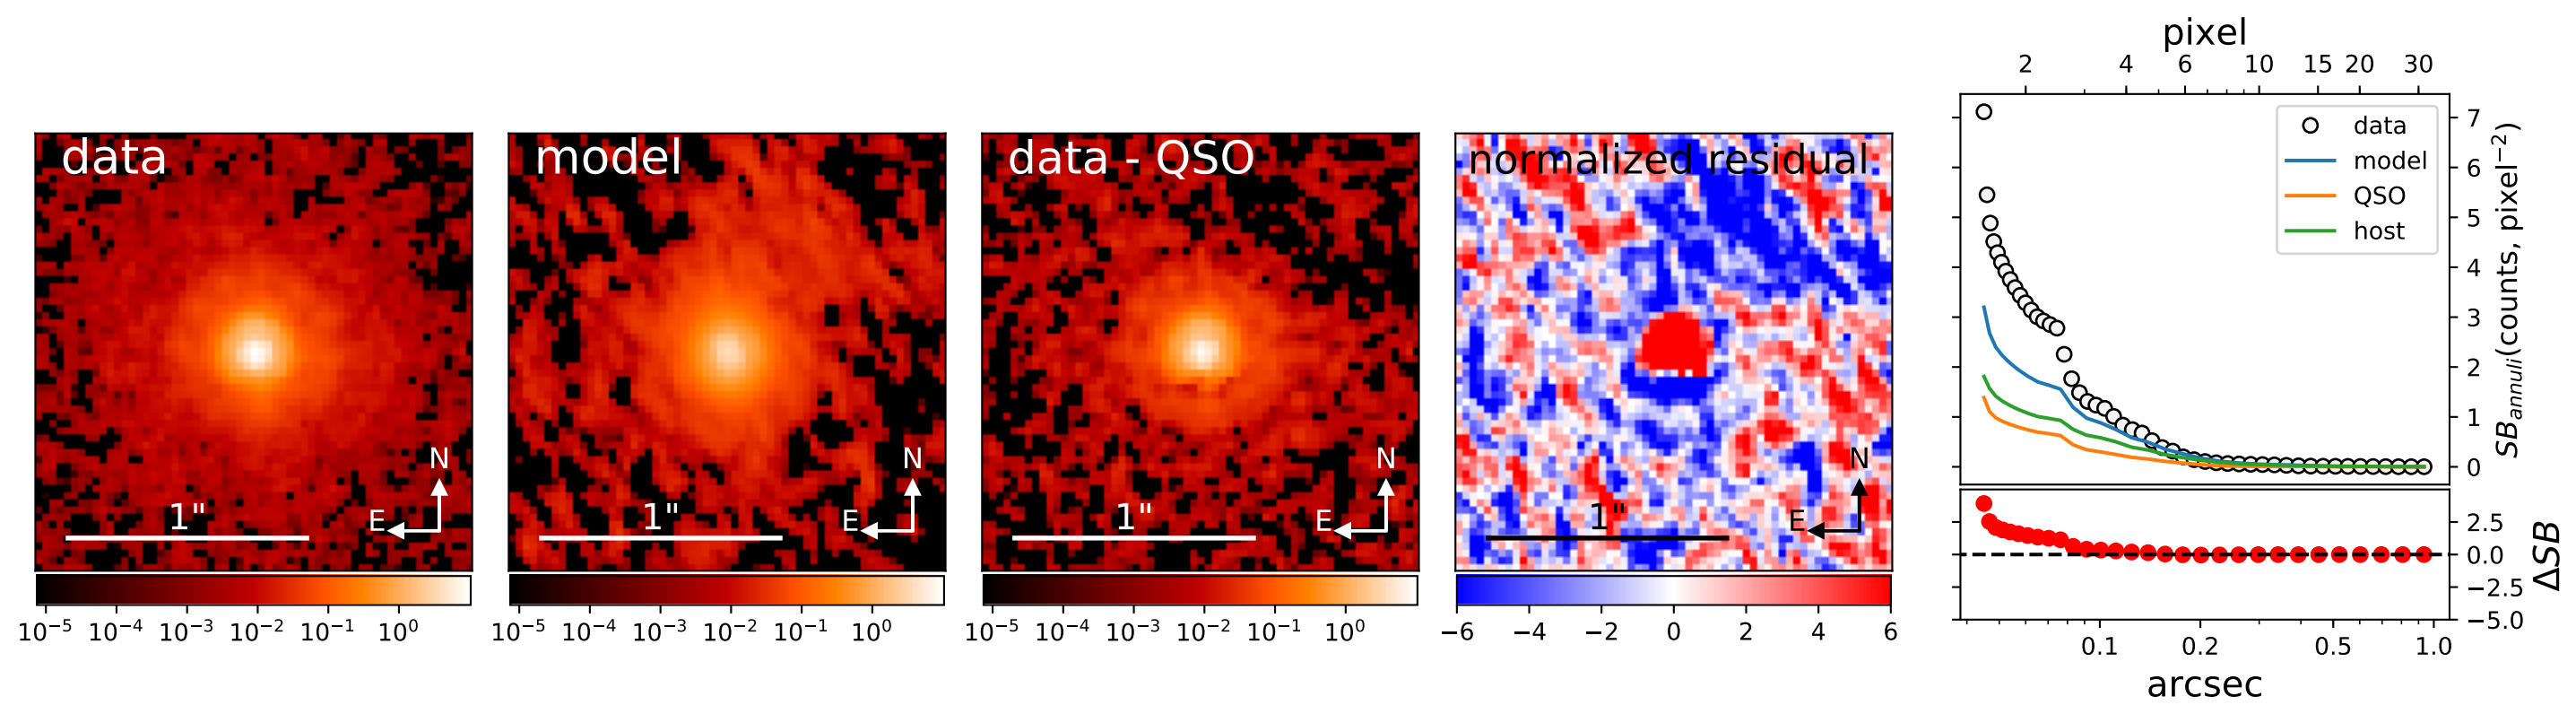 data
N
E
1"
10⁻⁵ 10⁻⁴ 10⁻³ 10⁻² 10⁻¹ 10⁰
model
N
E
1"
10⁻⁵ 10⁻⁴ 10⁻³ 10⁻² 10⁻¹ 10⁰
data - QSO
N
E
1"
10⁻⁵ 10⁻⁴ 10⁻³ 10⁻² 10⁻¹ 10⁰
normalized residual
N
E
1"
−6 −4 −2 0 2 4 6
pixel
2 4 6 10 15 20 30
data
model
QSO
host
7
6
5
4
3
2
1
0
SB_annuli(counts, pixel⁻²)
2.5
0.0
−2.5
−5.0
ΔSB
0.1 0.2 0.5 1.0
arcsec